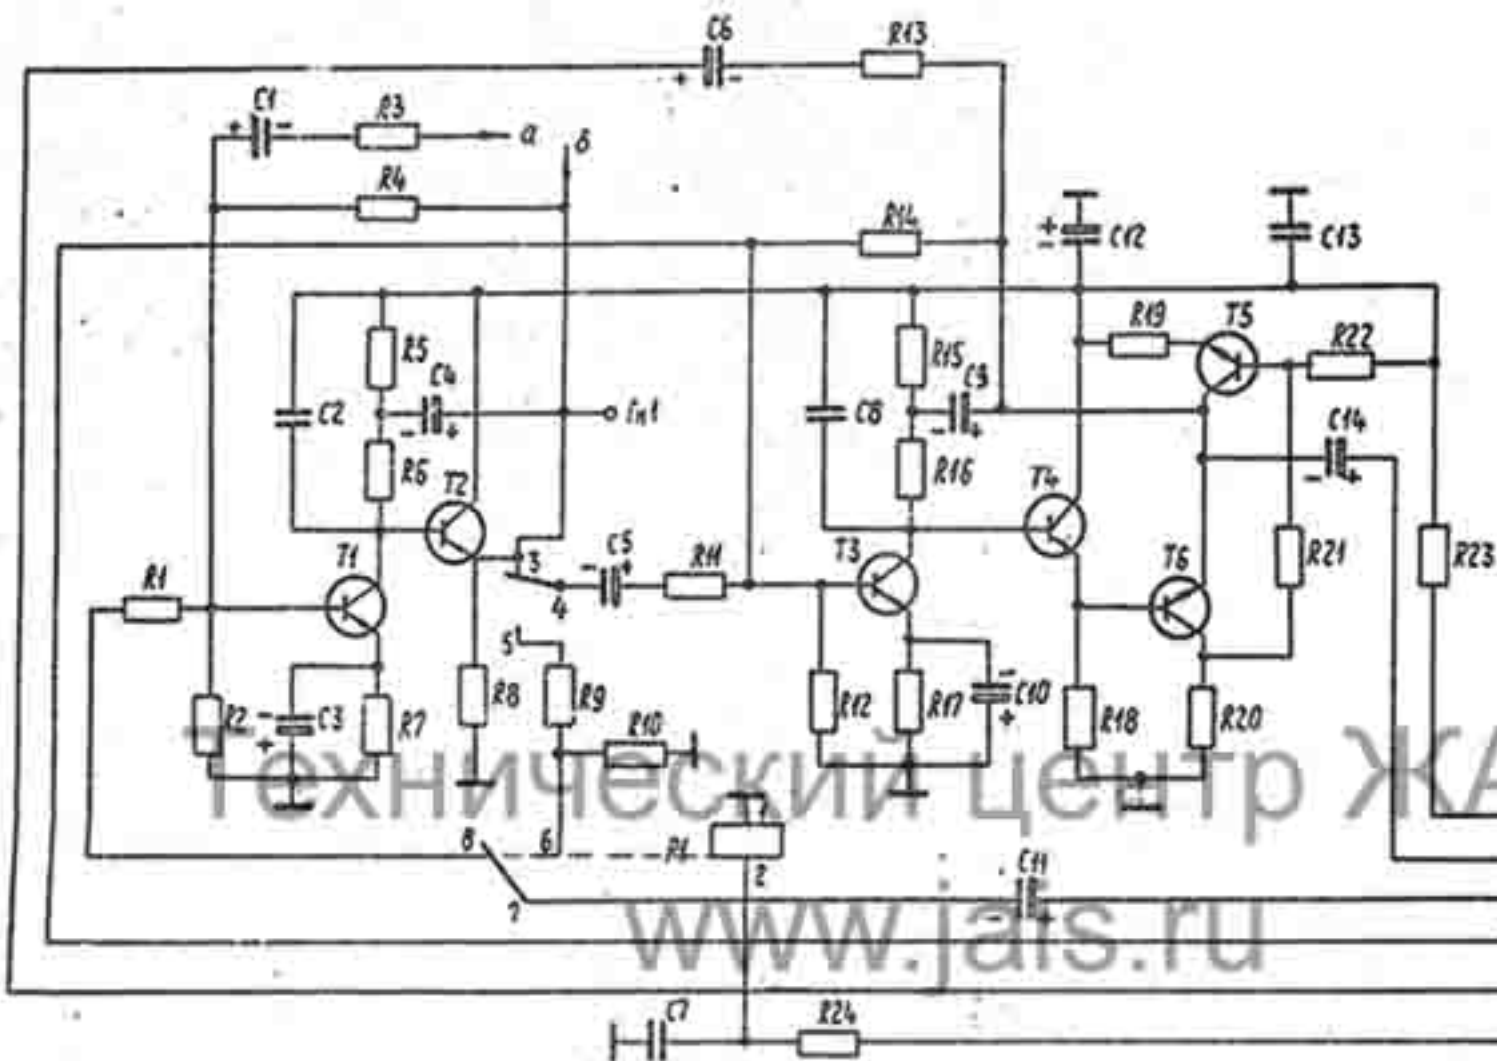 C6
R13
+ -
C1
+ -
R3
а
б
R4
R14
+
-
C12
C13
R5
C4
- +
Гн1
C2
R6
T2
R15
C9
- +
C8
R16
T4
R19
T5
R22
C14
- +
R1
T1
3
4
C5
- +
R11
T3
T6
R21
R23
5
R2
-
+
C3
R7
R8
R9
R10
R12
R17
-
+
C10
R18
R20
технический центр ЖА
8
6
P1
2
7
C11
- +
www.jais.ru
C7
R24